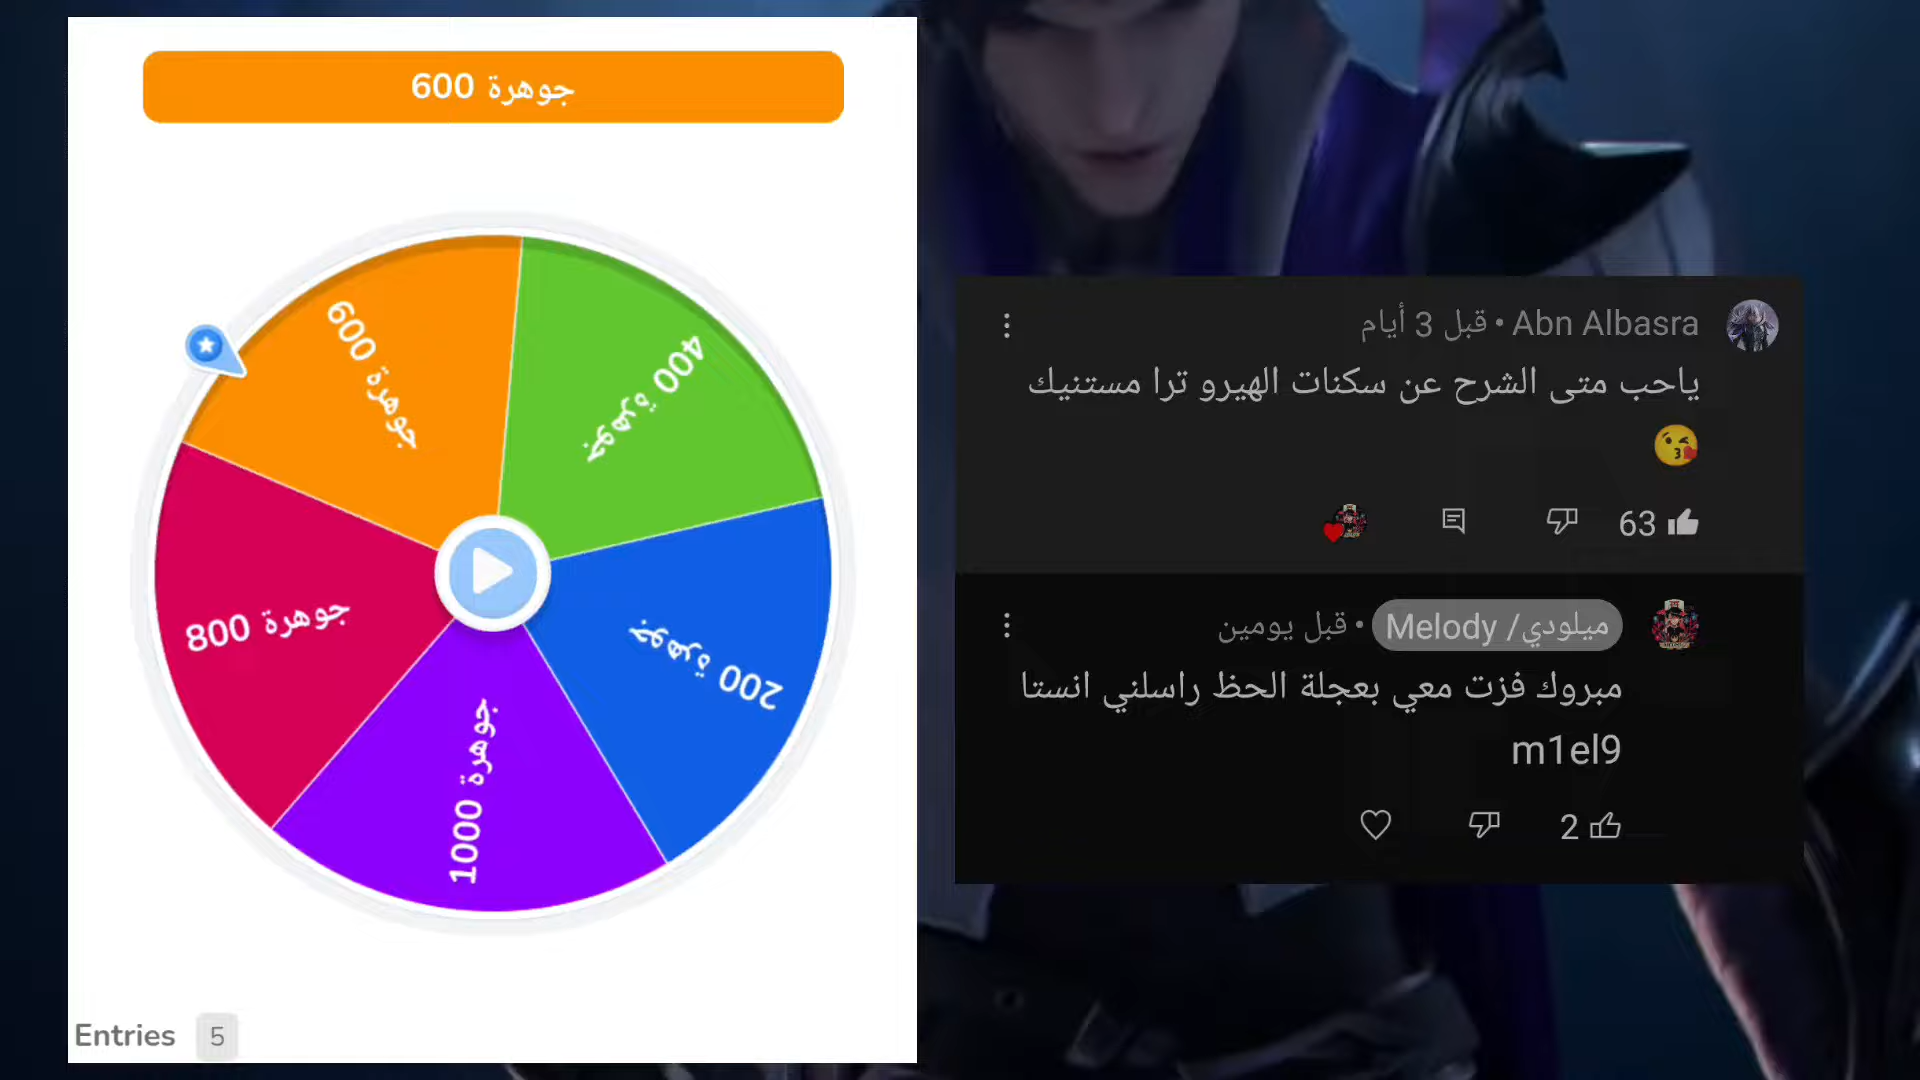 جوهرة 600
جوهرة 600
جوهرة 400
جوهرة 200
جوهرة 1000
جوهرة 800
Entries 5
Abn Albasra • قبل 3 أيام
ياحب متى الشرح عن سكنات الهيرو ترا مستنيك
😘
63
ميلودي/ Melody • قبل يومين
مبروك فزت معي بعجلة الحظ راسلني انستا
m1el9
2